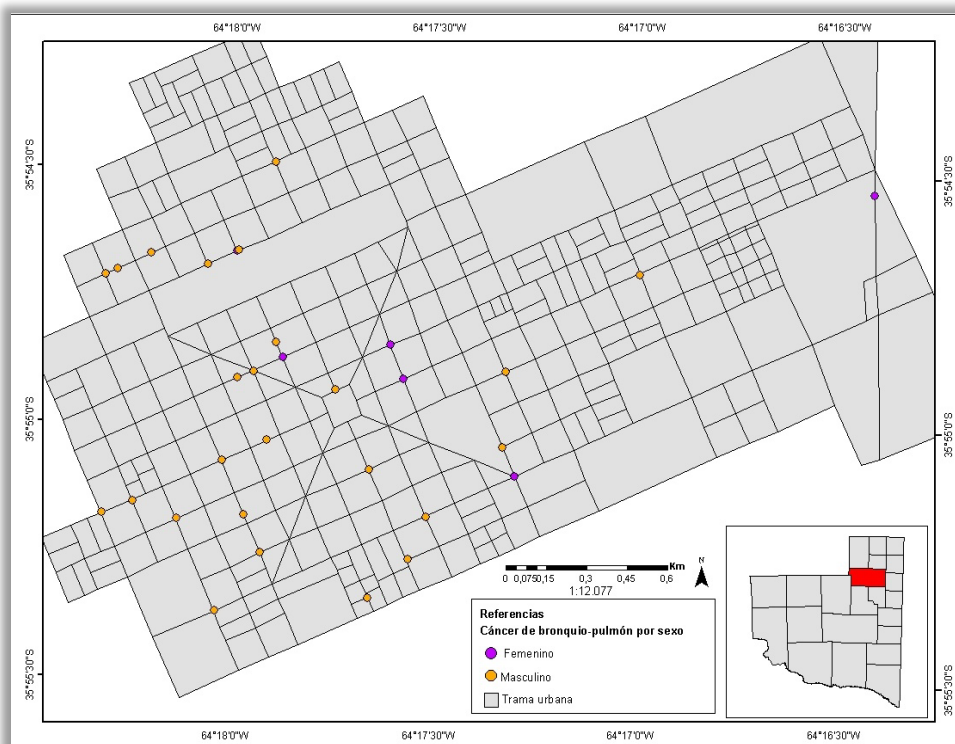 64°18'0"W
64°17'30"W
64°17'0"W
64°16'30"W
35°54'30"S
35°54'30"S
35°55'0"S
35°55'0"S
35°55'30"S
35°55'30"S
N
Km
0 0,075 0,15 0,3 0,45 0,6
1:12.077
Referencias
Cáncer de bronquio-pulmón por sexo
Femenino
Masculino
Trama urbana
64°18'0"W
64°17'30"W
64°17'0"W
64°16'30"W